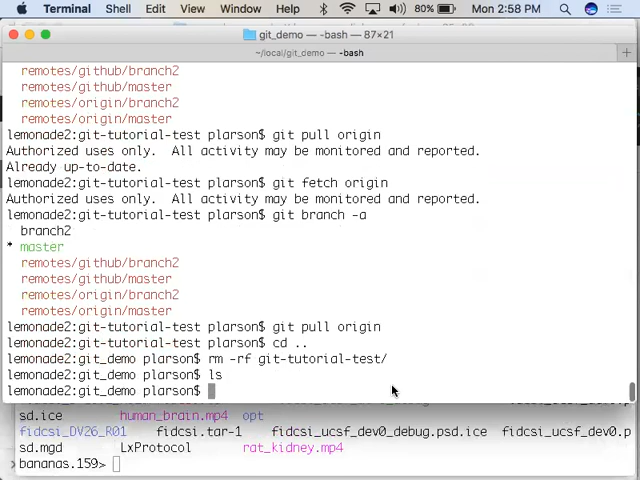 Terminal Shell Edit View Window Help 80% Mon 2:58 PM
git_demo — -bash — 87×21
~/local/git_demo — -bash
remotes/github/branch2
remotes/github/master
remotes/origin/branch2
remotes/origin/master
lemonade2:git-tutorial-test plarson$ git pull origin
Authorized uses only. All activity may be monitored and reported.
Already up-to-date.
lemonade2:git-tutorial-test plarson$ git fetch origin
Authorized uses only. All activity may be monitored and reported.
lemonade2:git-tutorial-test plarson$ git branch -a
branch2
* master
remotes/github/branch2
remotes/github/master
remotes/origin/branch2
remotes/origin/master
lemonade2:git-tutorial-test plarson$ git pull origin
lemonade2:git-tutorial-test plarson$ cd ..
lemonade2:git_demo plarson$ rm -rf git-tutorial-test/
lemonade2:git_demo plarson$ ls
lemonade2:git_demo plarson$
sd.ice human_brain.mp4 opt
fidcsi_DV26_R01 fidcsi.tar-1 fidcsi_ucsf_dev0_debug.psd.ice fidcsi_ucsf_dev0.p
sd.mgd LxProtocol rat_kidney.mp4
bananas.159>